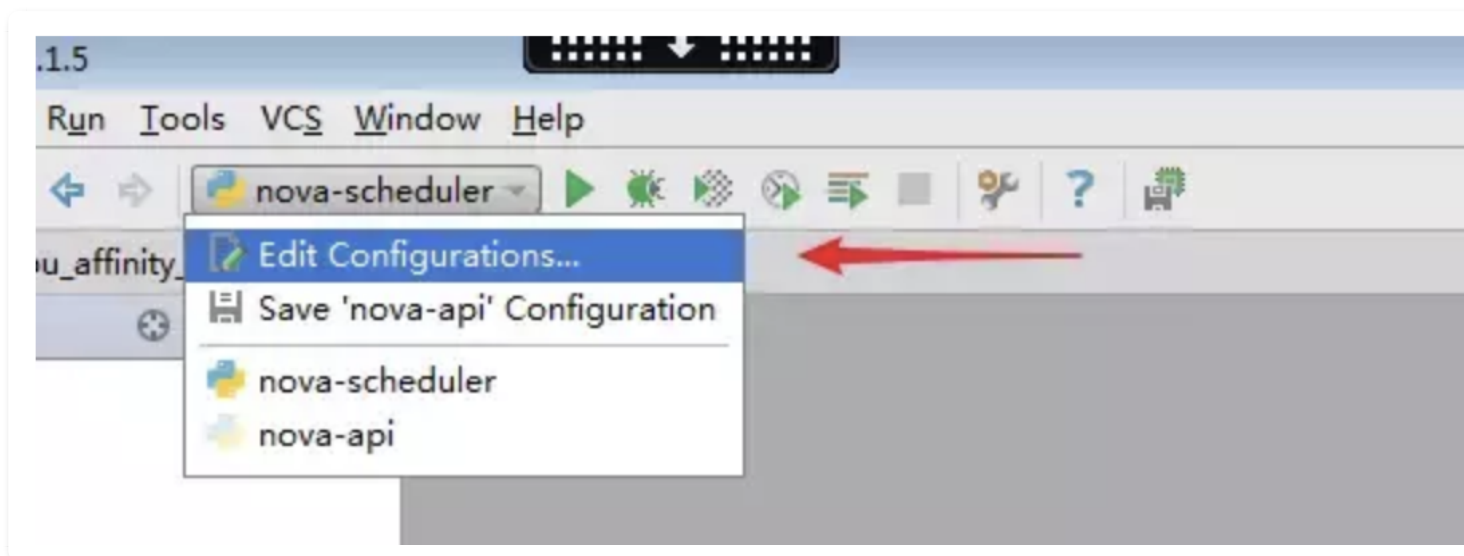 .1.5
Run Tools VCS Window Help
nova-scheduler
Edit Configurations...
Save 'nova-api' Configuration
nova-scheduler
nova-api